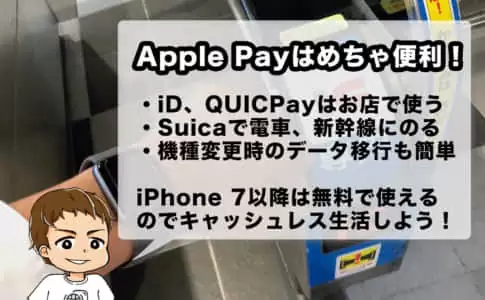 Apple Payはめちゃ便利！
・iD、QUICPayはお店で使う
・Suicaで電車、新幹線にのる
・機種変更時のデータ移行も簡単
iPhone 7以降は無料で使える
のでキャッシュレス生活しよう！